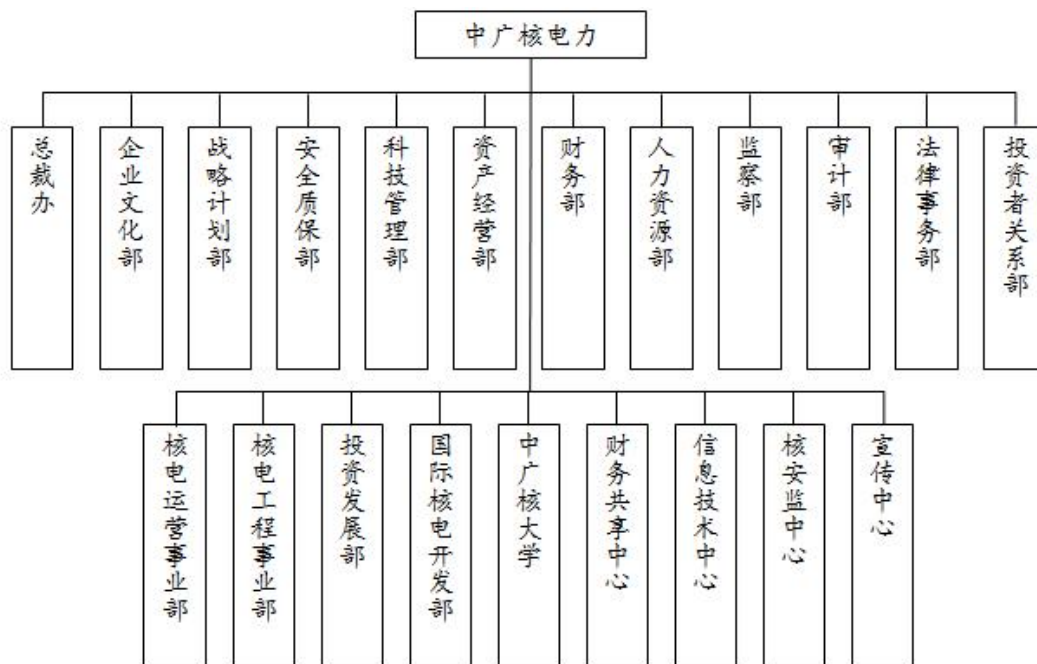 中广核电力
总裁办
企业文化部
战略计划部
安全质保部
科技管理部
资产经营部
财务部
人力资源部
监察部
审计部
法律事务部
投资者关系部
核电运营事业部
核电工程事业部
投资发展部
国际核电开发部
中广核大学
财务共享中心
信息技术中心
核安监中心
宣传中心